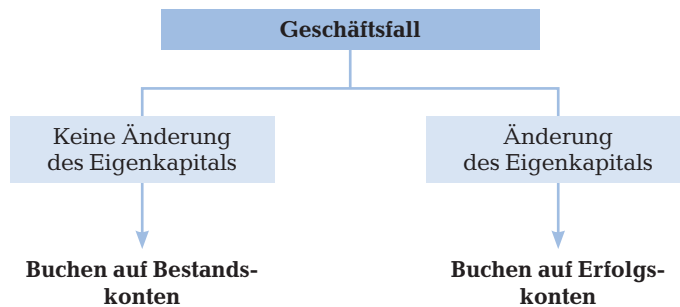 Geschäftsfall
Keine Änderung
des Eigenkapitals
Änderung
des Eigenkapitals
Buchen auf Bestands-
konten
Buchen auf Erfolgs-
konten